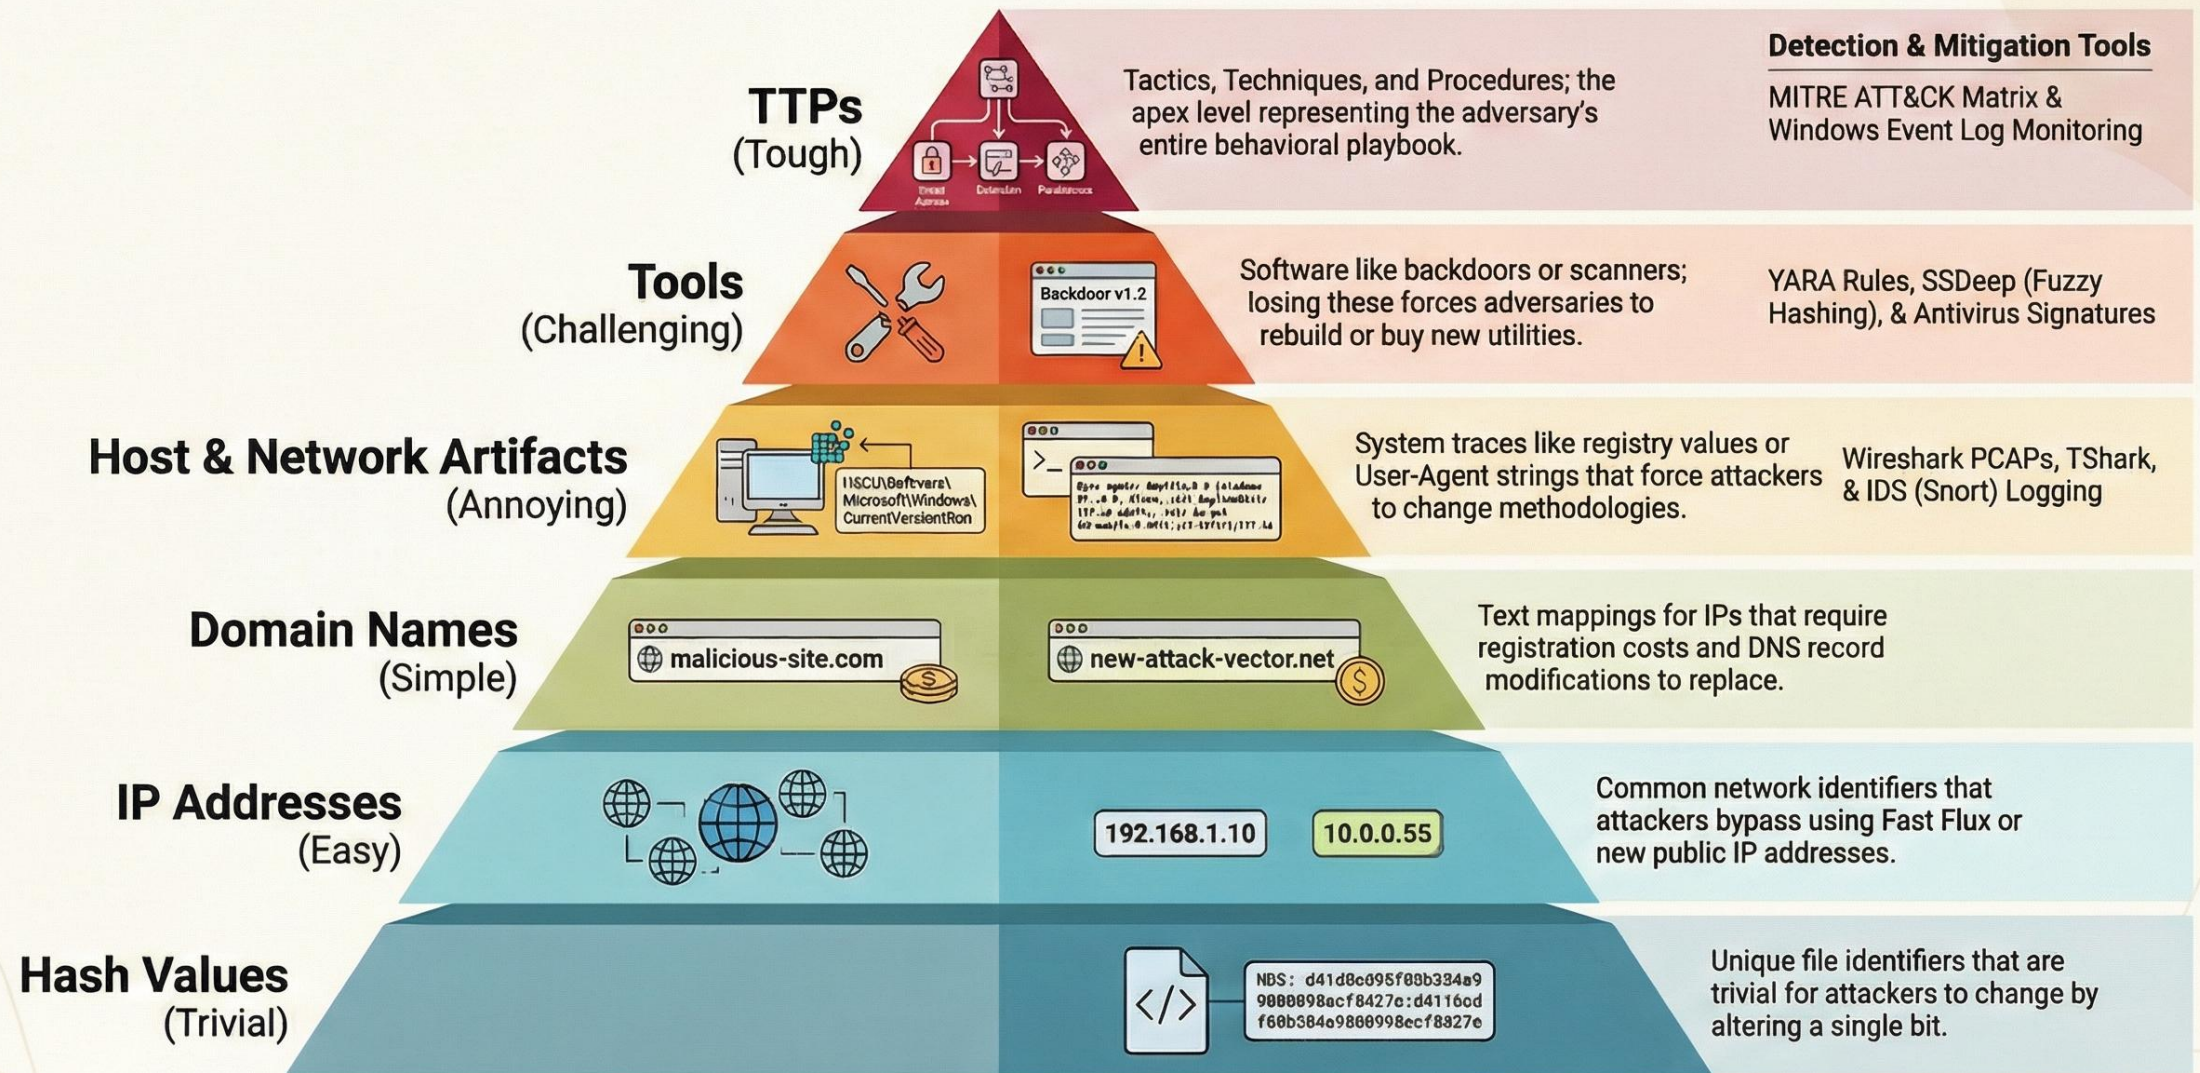 Detection & Mitigation Tools
TTPs
(Tough)
Tactics, Techniques, and Procedures; the
apex level representing the adversary's
entire behavioral playbook.
MITRE ATT&CK Matrix &
Windows Event Log Monitoring
Tools
(Challenging)
Backdoor v1.2
Software like backdoors or scanners;
losing these forces adversaries to
rebuild or buy new utilities.
YARA Rules, SSDeep (Fuzzy
Hashing), & Antivirus Signatures
Host & Network Artifacts
(Annoying)
Microsoft\Windows\
CurrentVersientRon
System traces like registry values or
User-Agent strings that force attackers
to change methodologies.
Wireshark PCAPs, TShark,
& IDS (Snort) Logging
Domain Names
(Simple)
malicious-site.com
new-attack-vector.net
Text mappings for IPs that require
registration costs and DNS record
modifications to replace.
IP Addresses
(Easy)
192.168.1.10
10.0.0.55
Common network identifiers that
attackers bypass using Fast Flux or
new public IP addresses.
Hash Values
(Trivial)
</>
Unique file identifiers that are
trivial for attackers to change by
altering a single bit.